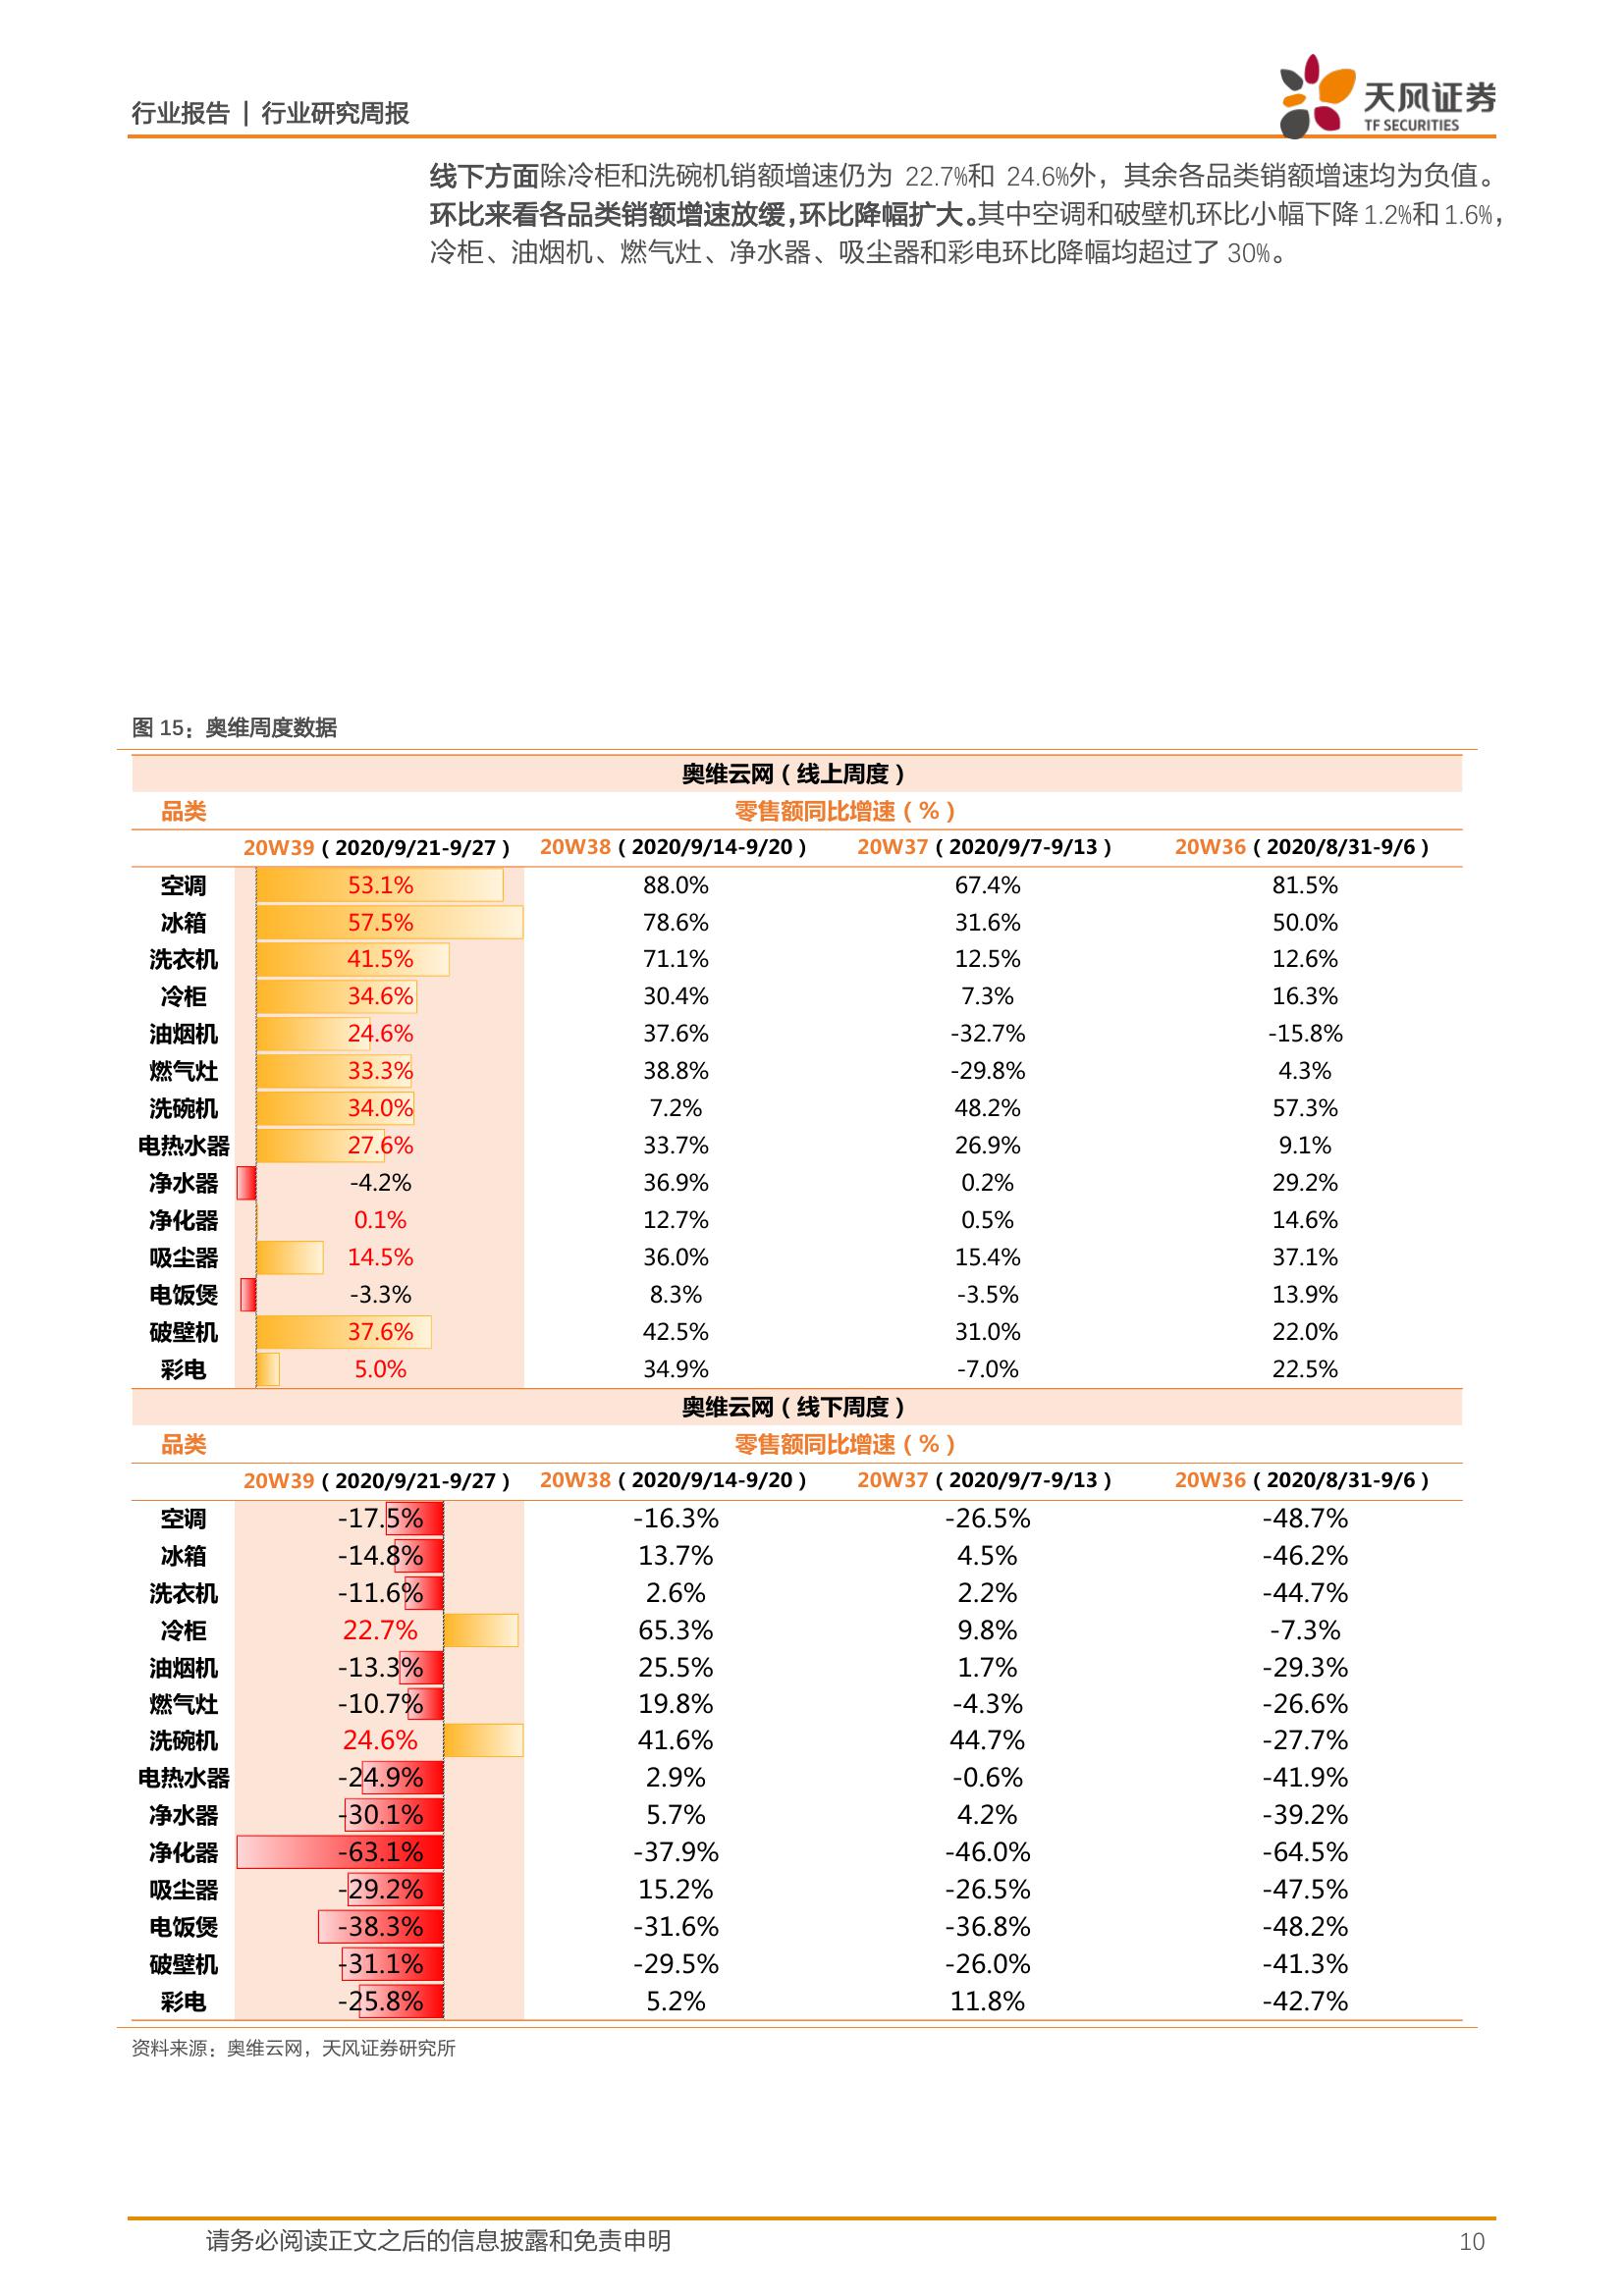 行业报告 | 行业研究周报
天风证券
TF SECURITIES
线下方面除冷柜和洗碗机销额增速仍为 22.7%和 24.6%外，其余各品类销额增速均为负值。
环比来看各品类销额增速放缓，环比降幅扩大。其中空调和破壁机环比小幅下降 1.2%和 1.6%，
冷柜、油烟机、燃气灶、净水器、吸尘器和彩电环比降幅均超过了 30%。
图 15：奥维周度数据
奥维云网（线上周度）
品类 零售额同比增速（%）
20W39（2020/9/21-9/27） 20W38（2020/9/14-9/20） 20W37（2020/9/7-9/13） 20W36（2020/8/31-9/6）
空调 53.1% 88.0% 67.4% 81.5%
冰箱 57.5% 78.6% 31.6% 50.0%
洗衣机 41.5% 71.1% 12.5% 12.6%
冷柜 34.6% 30.4% 7.3% 16.3%
油烟机 24.6% 37.6% -32.7% -15.8%
燃气灶 33.3% 38.8% -29.8% 4.3%
洗碗机 34.0% 7.2% 48.2% 57.3%
电热水器 27.6% 33.7% 26.9% 9.1%
净水器 -4.2% 36.9% 0.2% 29.2%
净化器 0.1% 12.7% 0.5% 14.6%
吸尘器 14.5% 36.0% 15.4% 37.1%
电饭煲 -3.3% 8.3% -3.5% 13.9%
破壁机 37.6% 42.5% 31.0% 22.0%
彩电 5.0% 34.9% -7.0% 22.5%
奥维云网（线下周度）
品类 零售额同比增速（%）
20W39（2020/9/21-9/27） 20W38（2020/9/14-9/20） 20W37（2020/9/7-9/13） 20W36（2020/8/31-9/6）
空调 -17.5% -16.3% -26.5% -48.7%
冰箱 -14.8% 13.7% 4.5% -46.2%
洗衣机 -11.6% 2.6% 2.2% -44.7%
冷柜 22.7% 65.3% 9.8% -7.3%
油烟机 -13.3% 25.5% 1.7% -29.3%
燃气灶 -10.7% 19.8% -4.3% -26.6%
洗碗机 24.6% 41.6% 44.7% -27.7%
电热水器 -24.9% 2.9% -0.6% -41.9%
净水器 -30.1% 5.7% 4.2% -39.2%
净化器 -63.1% -37.9% -46.0% -64.5%
吸尘器 -29.2% 15.2% -26.5% -47.5%
电饭煲 -38.3% -31.6% -36.8% -48.2%
破壁机 -31.1% -29.5% -26.0% -41.3%
彩电 -25.8% 5.2% 11.8% -42.7%
资料来源：奥维云网，天风证券研究所
请务必阅读正文之后的信息披露和免责申明 10